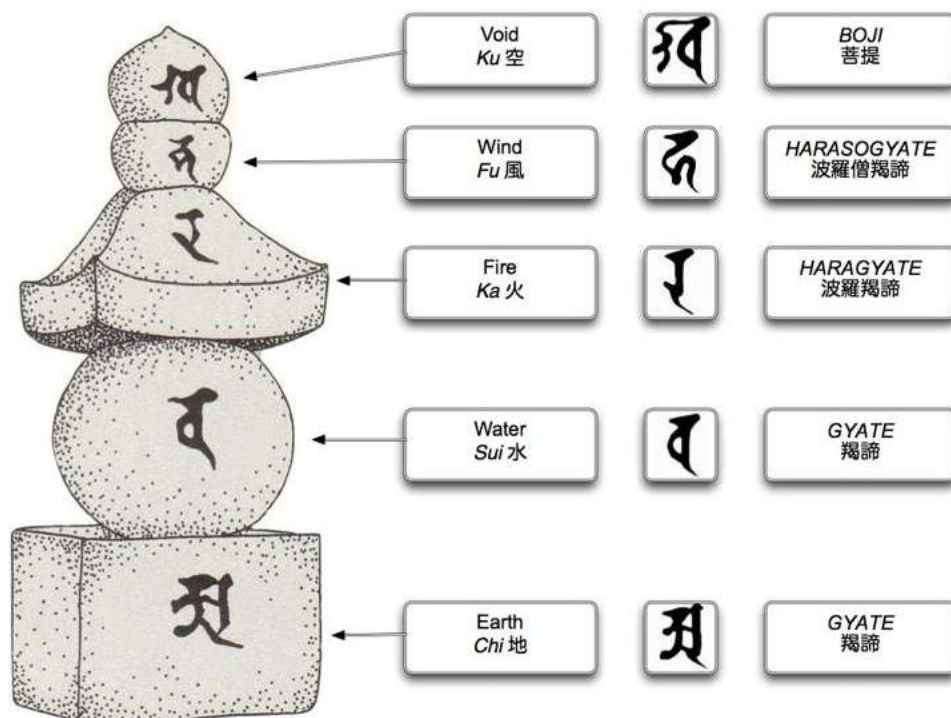 𑖏
Void
Ku 空
𑖏
BOJI
菩提
𑖮
Wind
Fu 風
𑖮
HARASOGYATE
波羅僧羯諦
𑖨
Fire
Ka 火
𑖨
HARAGYATE
波羅羯諦
𑖪
Water
Sui 水
𑖪
GYATE
羯諦
𑖀
Earth
Chi 地
𑖀
GYATE
羯諦